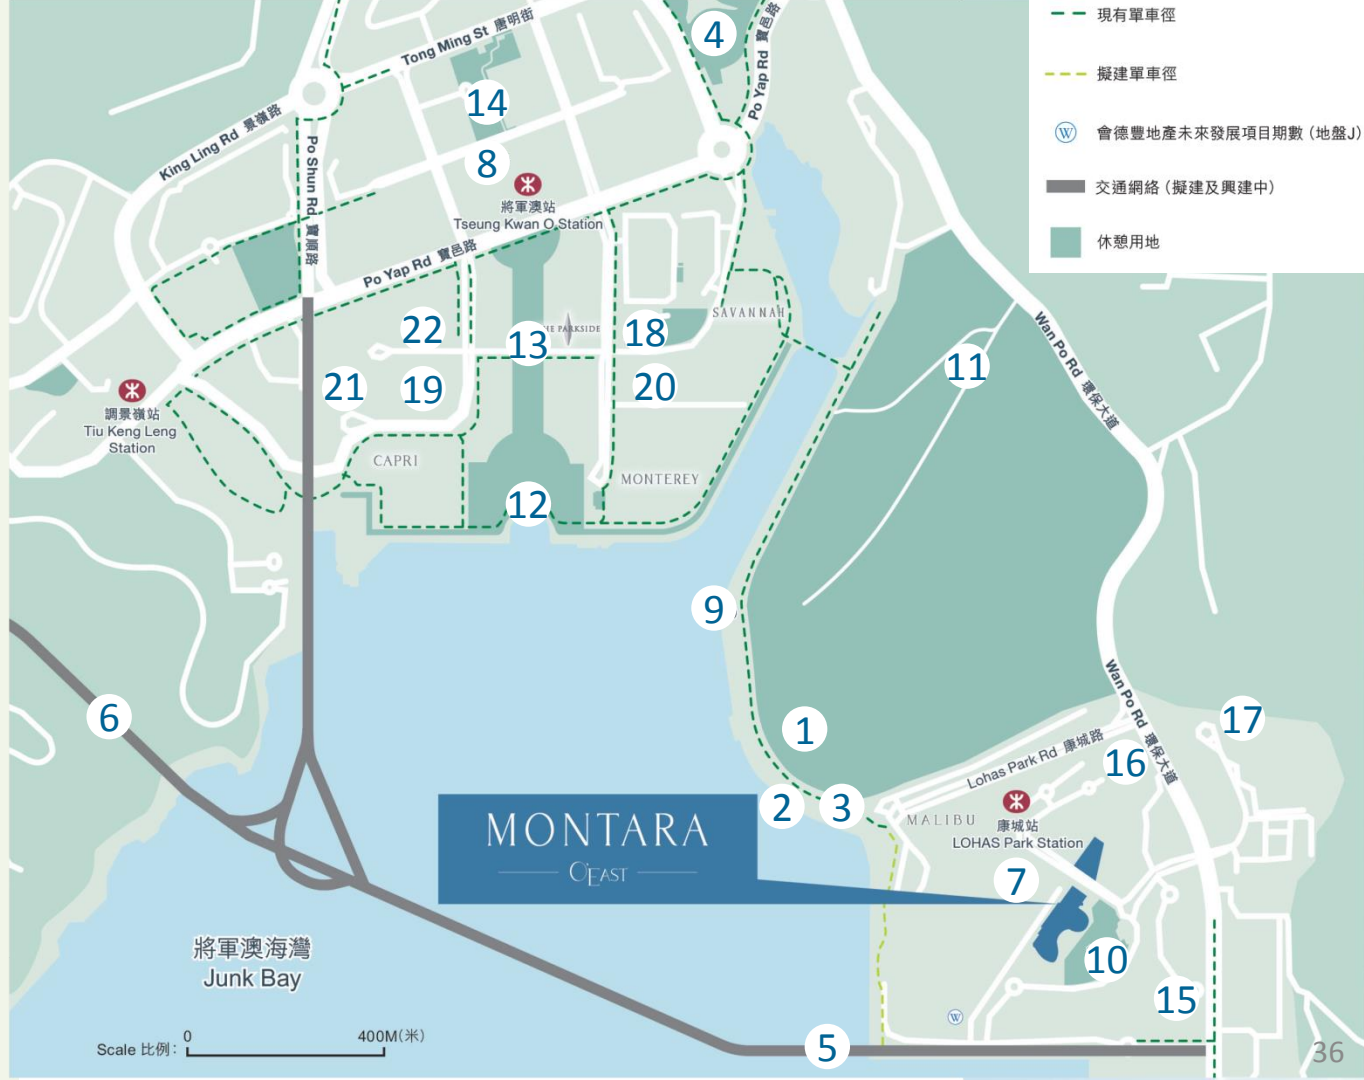 現有單車徑
擬建單車徑
W 會德豐地產未來發展項目期數 (地盤J)
交通網絡 (擬建及興建中)
休憩用地
4
Po Yap Rd 寶邑路
Tong Ming St 唐明街
14
King Ling Rd 景嶺路
Po Shun Rd 寶順路
8
將軍澳站
Tseung Kwan O Station
Po Yap Rd 寶邑路
22
13
HE PARKSIDE
18
SAVANNAH
Wan Po Rd 環保大道
11
21
19
20
調景嶺站
Tiu Keng Leng
Station
CAPRI
MONTEREY
12
9
6
1
Wan Po Rd 環保大道
17
Lohas Park Rd 康城路
16
2
3
MALIBU
康城站
LOHAS Park Station
MONTARA
O'EAST
7
將軍澳海灣
Junk Bay
10
15
W
Scale 比例: 0 400M(米)
5
36